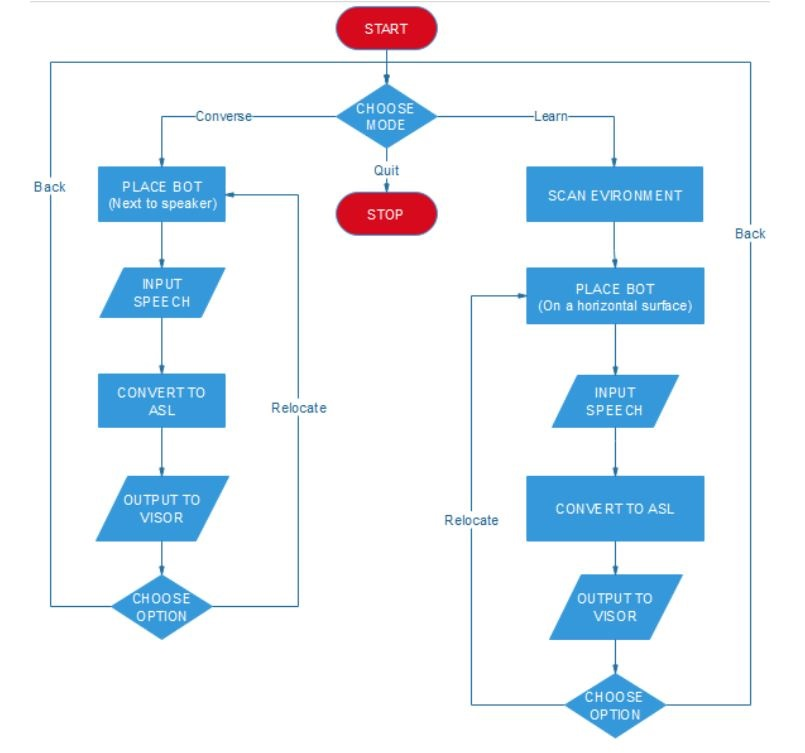 START
CHOOSE
MODE
Converse
Learn
Quit
STOP
Back
PLACE BOT
(Next to speaker)
INPUT
SPEECH
CONVERT TO
ASL
Relocate
OUTPUT TO
VISOR
CHOOSE
OPTION
SCAN EVIRONMENT
Back
PLACE BOT
(On a horizontal surface)
INPUT
SPEECH
CONVERT TO ASL
Relocate
OUTPUT TO
VISOR
CHOOSE
OPTION